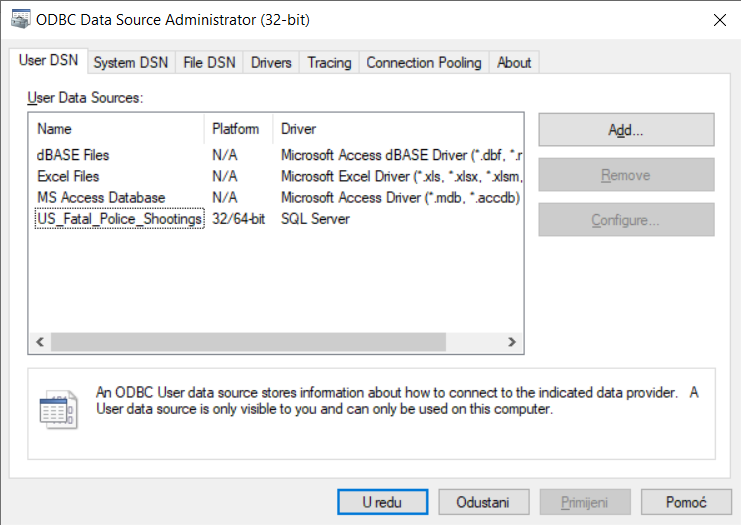 ODBC Data Source Administrator (32-bit)
User DSN System DSN File DSN Drivers Tracing Connection Pooling About
User Data Sources:
Name Platform Driver
dBASE Files N/A Microsoft Access dBASE Driver (*.dbf, *.r
Excel Files N/A Microsoft Excel Driver (*.xls, *.xlsx, *.xlsm,
MS Access Database N/A Microsoft Access Driver (*.mdb, *.accdb)
US_Fatal_Police_Shootings 32/64-bit SQL Server
Add...
Remove
Configure...
An ODBC User data source stores information about how to connect to the indicated data provider. A
User data source is only visible to you and can only be used on this computer.
U redu Odustani Primijeni Pomoć